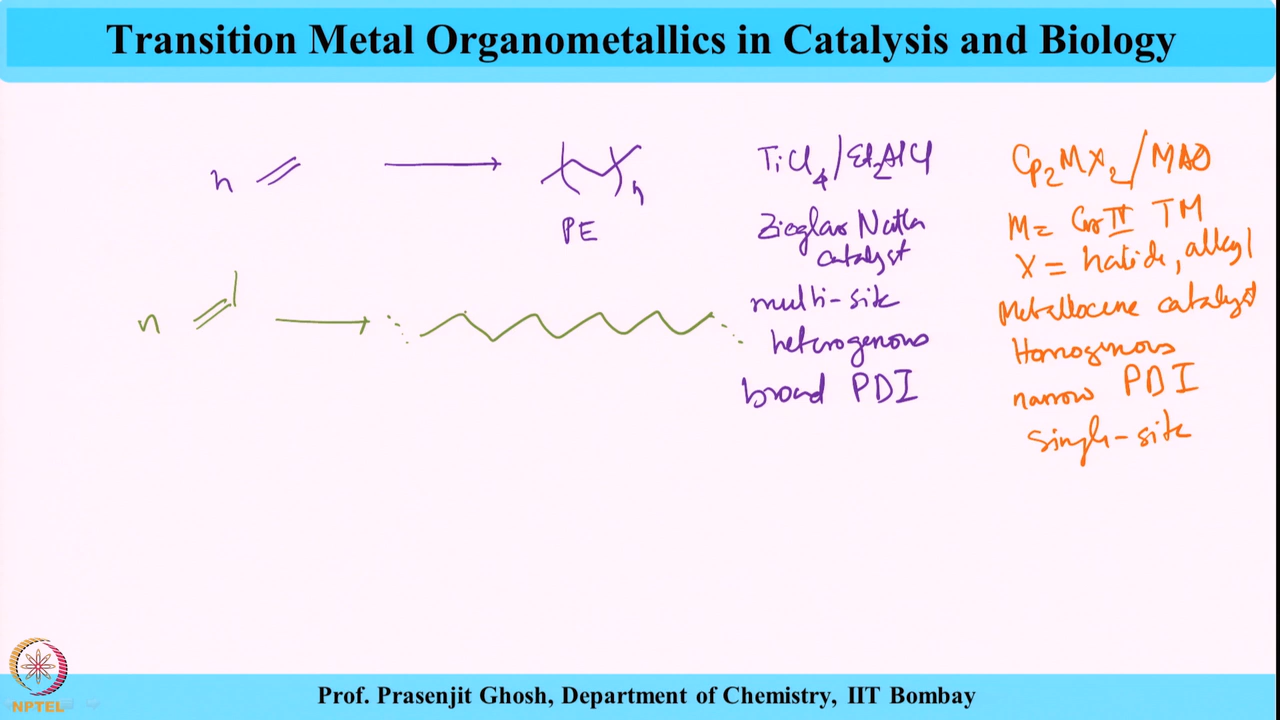 Transition Metal Organometallics in Catalysis and Biology
n
n
PE
n
TiCl4/Et2AlCl
Zieglar Natta
catalyst
multi-site
heterogenous
broad PDI
Cp2MX2/MAO
M = Gr IV TM
X = halide, alkyl
Metallocene catalyst
Homogenous
narrow PDI
Single-site
Prof. Prasenjit Ghosh, Department of Chemistry, IIT Bombay
NPTEL